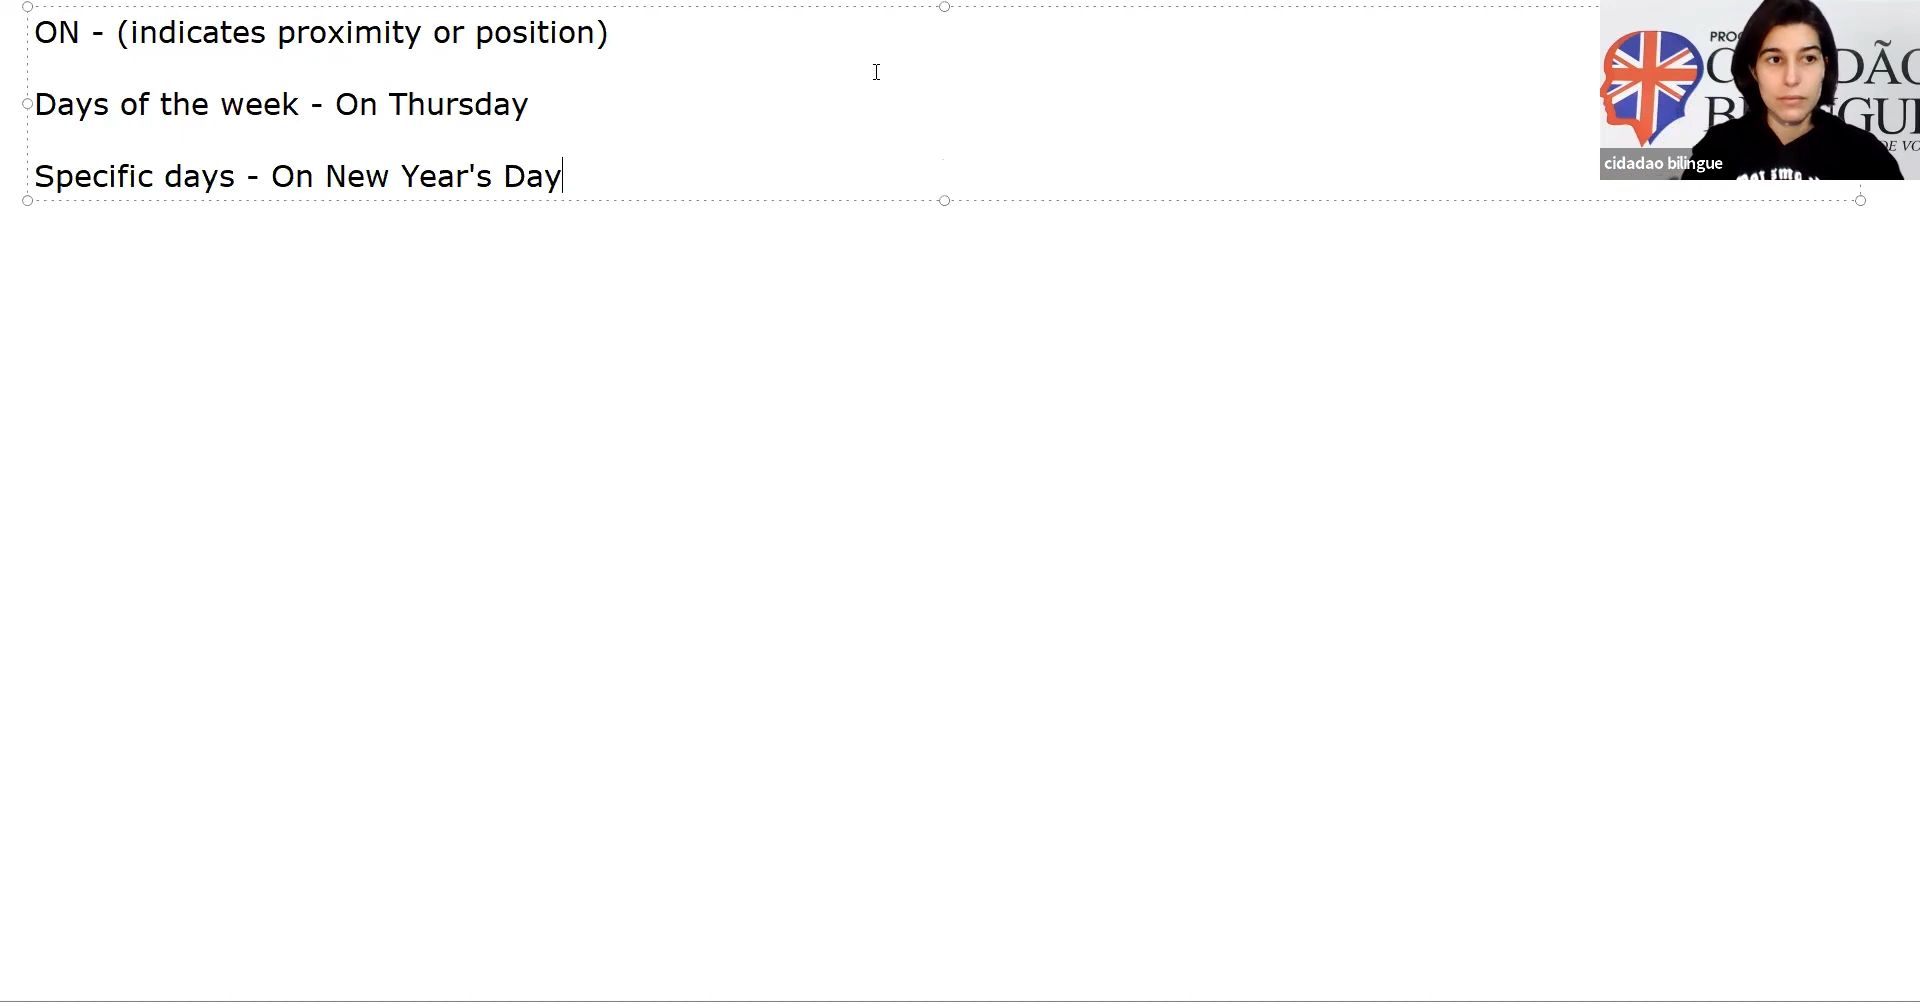 ON - (indicates proximity or position)
Days of the week - On Thursday
Specific days - On New Year's Day
cidadao bilingue